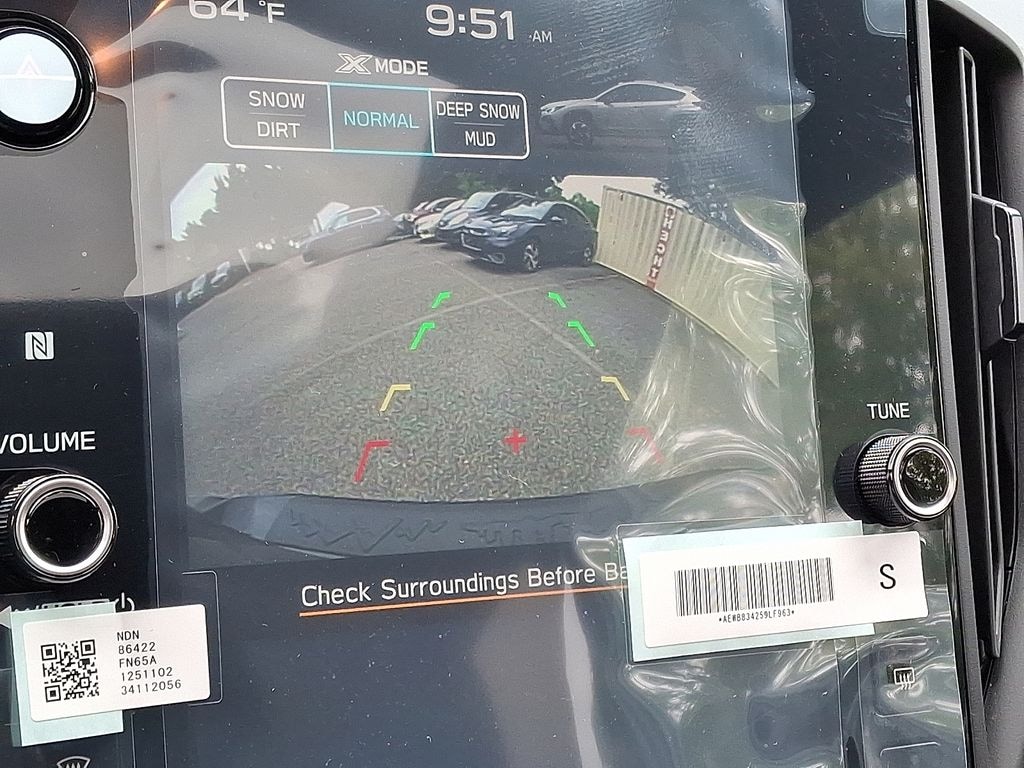 64 °F
9:51 AM
X MODE
SNOW
DIRT
NORMAL
DEEP SNOW
MUD
N
VOLUME
TUNE
Check Surroundings Before Ba
S
*AEWB834259LF963*
NDN
86422
FN65A
1251102
34112056